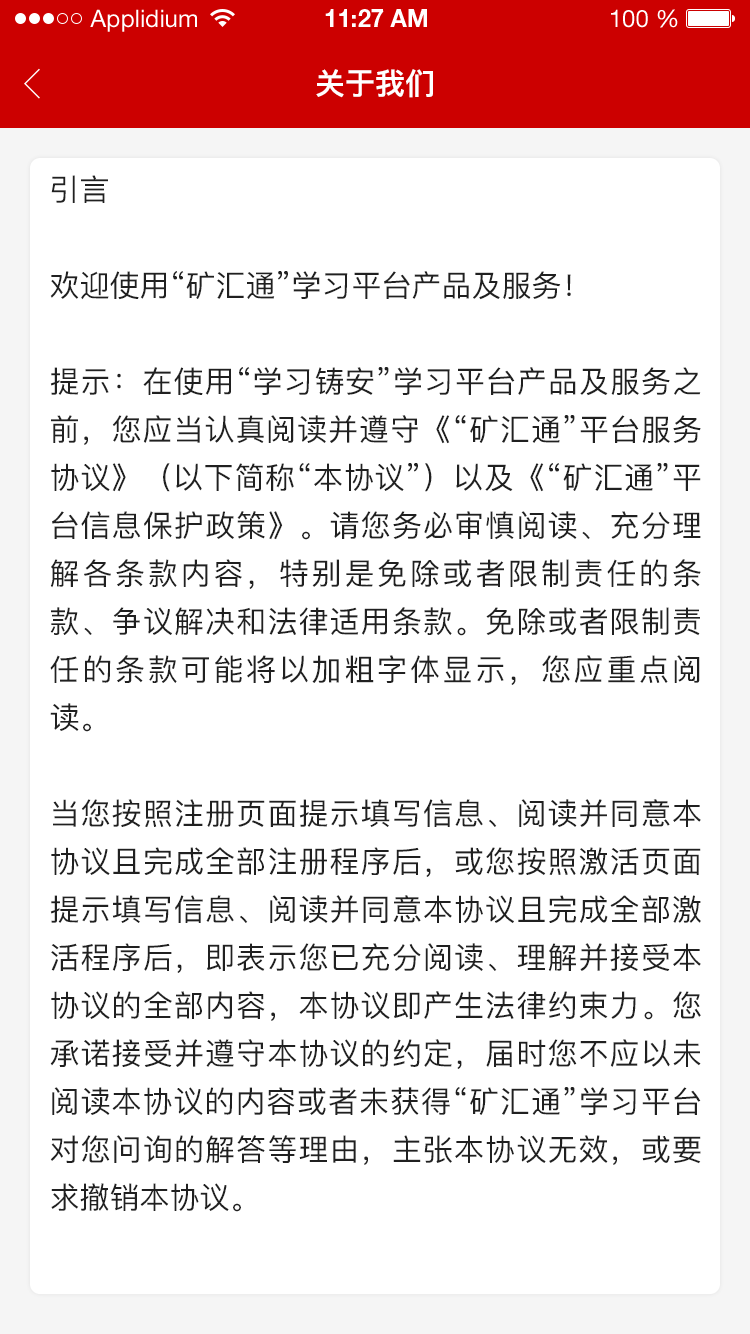 Applidium 11:27 AM 100 %
关于我们
引言
欢迎使用“矿汇通”学习平台产品及服务！
提示：在使用“学习铸安”学习平台产品及服务之
前，您应当认真阅读并遵守《“矿汇通”平台服务
协议》（以下简称“本协议”）以及《“矿汇通”平
台信息保护政策》。请您务必审慎阅读、充分理
解各条款内容，特别是免除或者限制责任的条
款、争议解决和法律适用条款。免除或者限制责
任的条款可能将以加粗字体显示，您应重点阅
读。
当您按照注册页面提示填写信息、阅读并同意本
协议且完成全部注册程序后，或您按照激活页面
提示填写信息、阅读并同意本协议且完成全部激
活程序后，即表示您已充分阅读、理解并接受本
协议的全部内容，本协议即产生法律约束力。您
承诺接受并遵守本协议的约定，届时您不应以未
阅读本协议的内容或者未获得“矿汇通”学习平台
对您问询的解答等理由，主张本协议无效，或要
求撤销本协议。